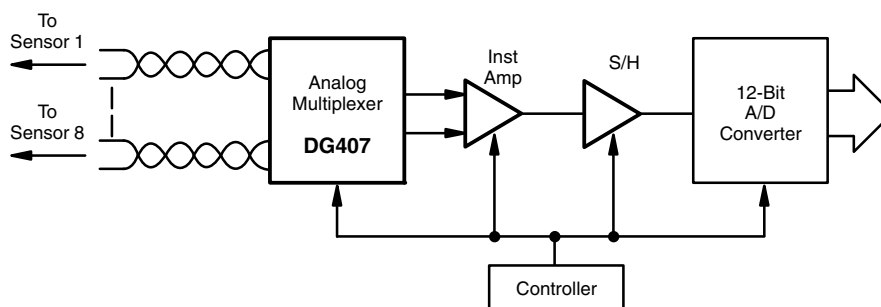 To
Sensor 1
To
Sensor 8
Analog
Multiplexer
DG407
Inst
Amp
S/H
12-Bit
A/D
Converter
Controller